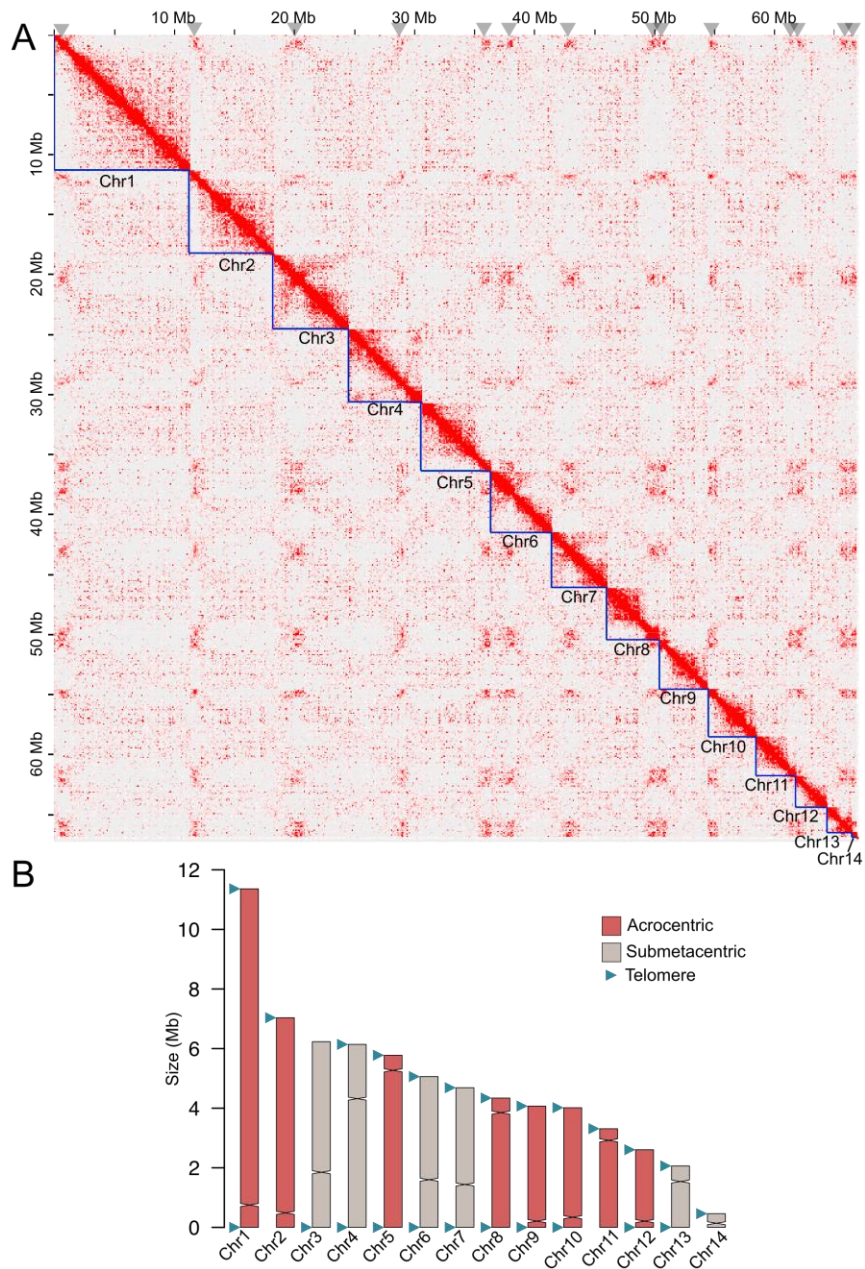 A
10 Mb 20 Mb 30 Mb 40 Mb 50 Mb 60 Mb
10 Mb
20 Mb
30 Mb
40 Mb
50 Mb
60 Mb
Chr1
Chr2
Chr3
Chr4
Chr5
Chr6
Chr7
Chr8
Chr9
Chr10
Chr11
Chr12
Chr13
Chr14
B
Size (Mb)
12
10
8
6
4
2
0
Acrocentric
Submetacentric
Telomere
Chr1 Chr2 Chr3 Chr4 Chr5 Chr6 Chr7 Chr8 Chr9 Chr10 Chr11 Chr12 Chr13 Chr14